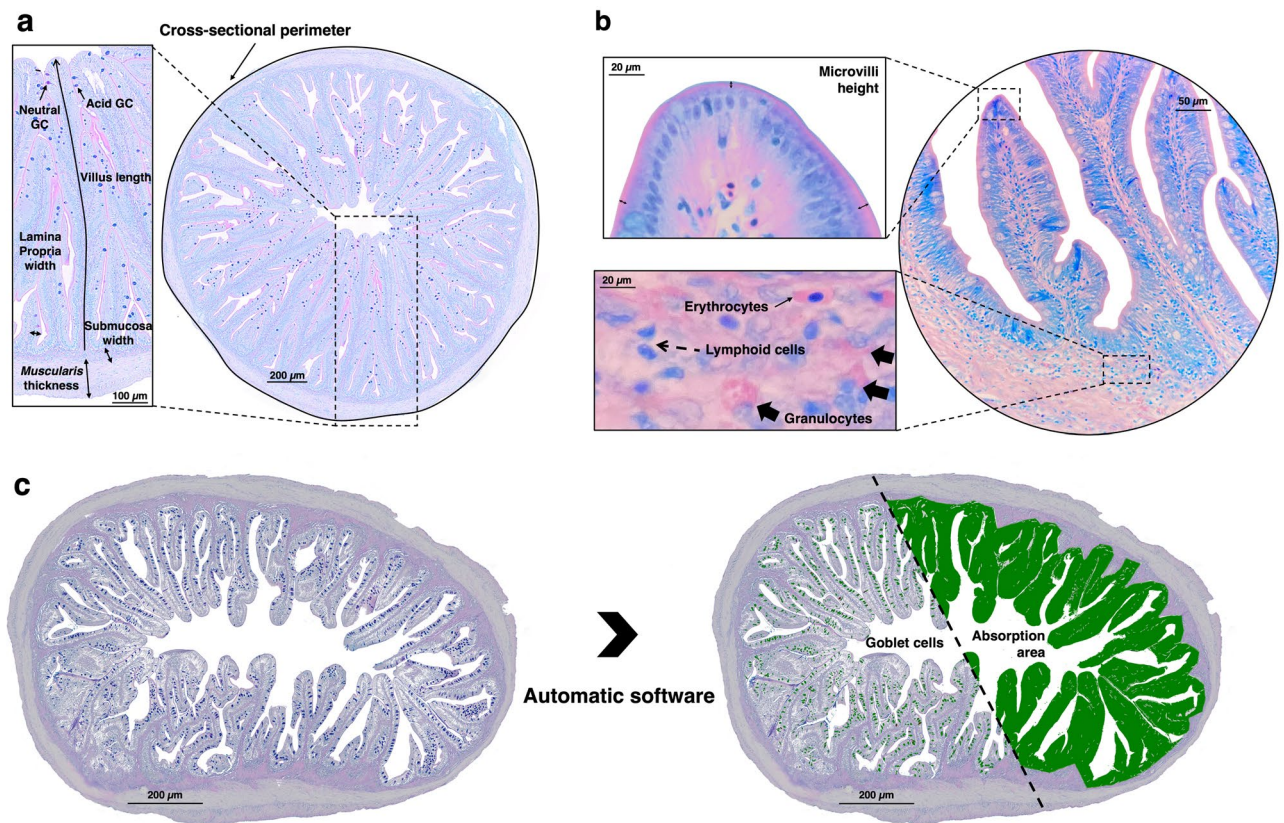 a
Cross-sectional perimeter
Neutral
GC
Acid GC
Villus length
Lamina
Propria
width
Submucosa
width
Muscularis
thickness
100 µm
200 µm
b
20 µm
Microvilli
height
50 µm
20 µm
Erythrocytes
Lymphoid cells
Granulocytes
c
200 µm
Automatic software
Goblet cells
Absorption
area
200 µm